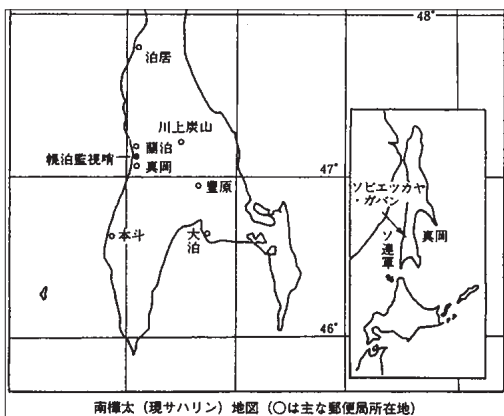 48°
泊居
川上炭山
蘭泊
幌泊監視哨
真岡
47°
豊原
ソビエツカヤ
・ガバン
真岡
ソ連軍
本斗
大泊
46°
南樺太（現サハリン）地図（○は主な郵便局所在地）